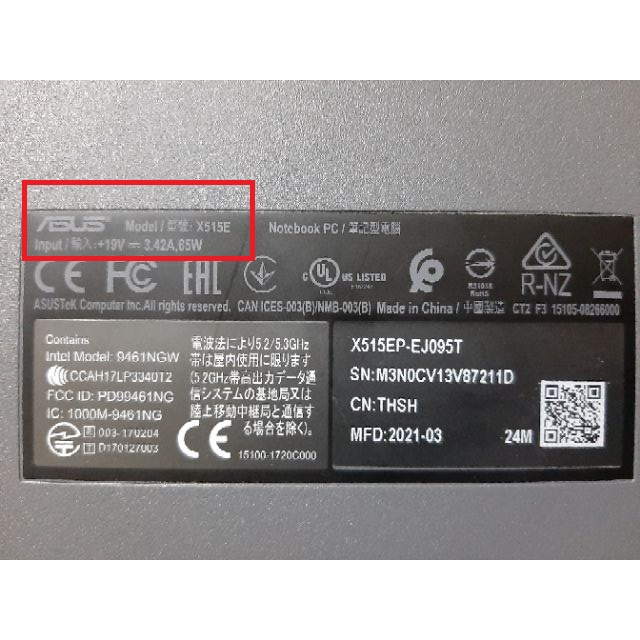 ASUS Model / 型號: X515E Notebook PC / 筆記型電腦
Input / 輸入: +19V ⎓ 3.42A, 65W
CE FC EHC c UL US LISTED R-NZ
ASUSTeK Computer Inc. All rights reserved. CAN ICES-003(B)/NMB-003(B) Made in China / 中國製造 CT2 F3 15105-08266000
Contains
Intel Model: 9461NGW
CCAH17LP3340T2
FCC ID: PD99461NG
IC: 1000M-9461NG
R 003-170204
T D170127003
電波法により5.2/5.3GHz
帯は屋内使用に限ります
(5.2GHz帯高出力データ通
信システムの基地局又は
陸上移動中継局と通信す
る場合を除く)。
CE 15100-1720C000
X515EP-EJ095T
SN:M3N0CV13V87211D
CN:THSH
MFD:2021-03 24M